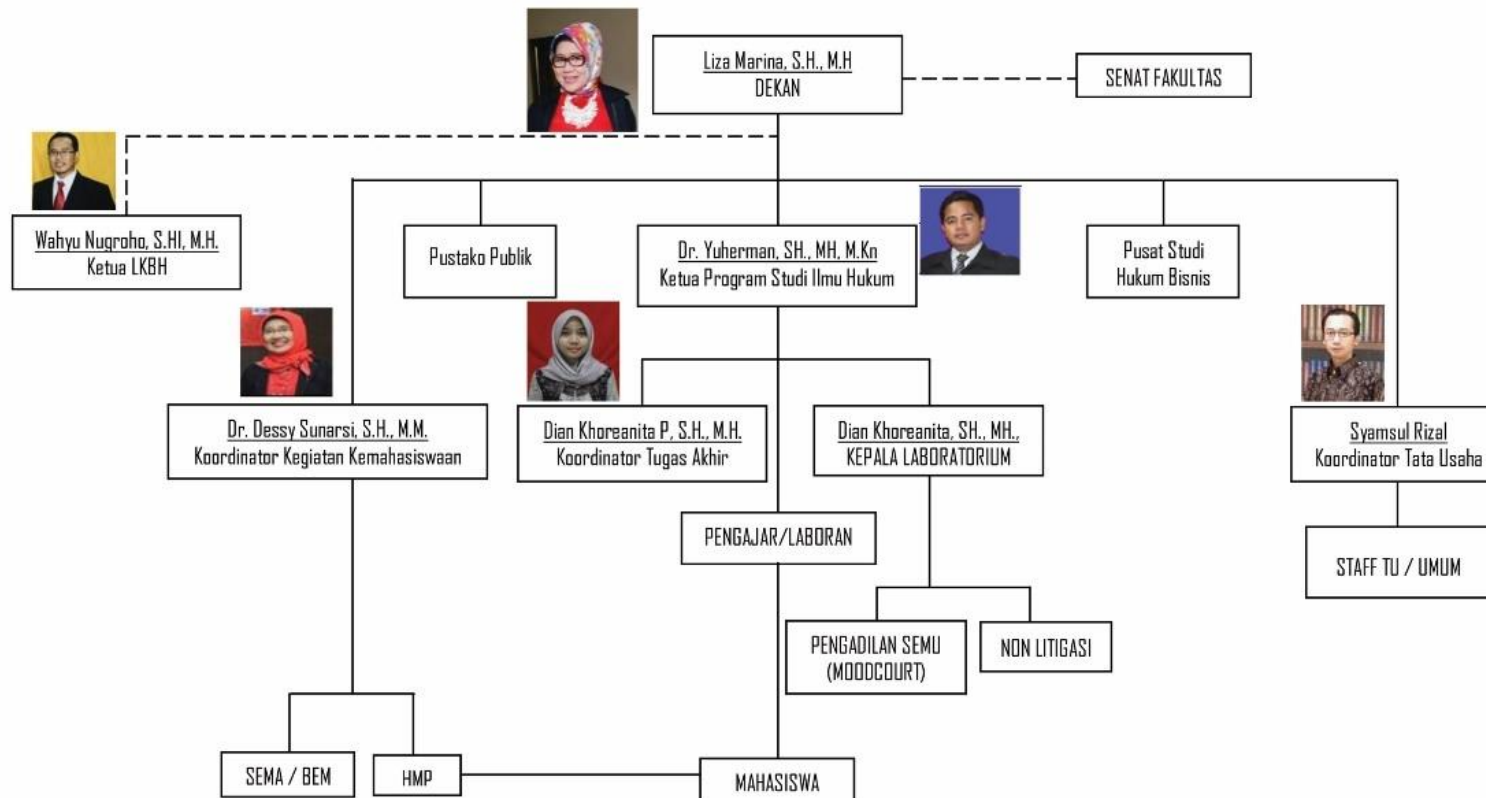 Liza Marina, S.H., M.H
DEKAN
SENAT FAKULTAS
Wahyu Nugroho, S.HI, M.H.
Ketua LKBH
Pustako Publik
Dr. Yuherman, SH., MH, M.Kn
Ketua Program Studi Ilmu Hukum
Pusat Studi
Hukum Bisnis
Dr. Dessy Sunarsi, S.H., M.M.
Koordinator Kegiatan Kemahasiswaan
Dian Khoreanita P, S.H., M.H.
Koordinator Tugas Akhir
Dian Khoreanita, SH., MH.,
KEPALA LABORATORIUM
Syamsul Rizal
Koordinator Tata Usaha
PENGAJAR/LABORAN
STAFF TU / UMUM
PENGADILAN SEMU
(MOODCOURT)
NON LITIGASI
SEMA / BEM
HMP
MAHASISWA